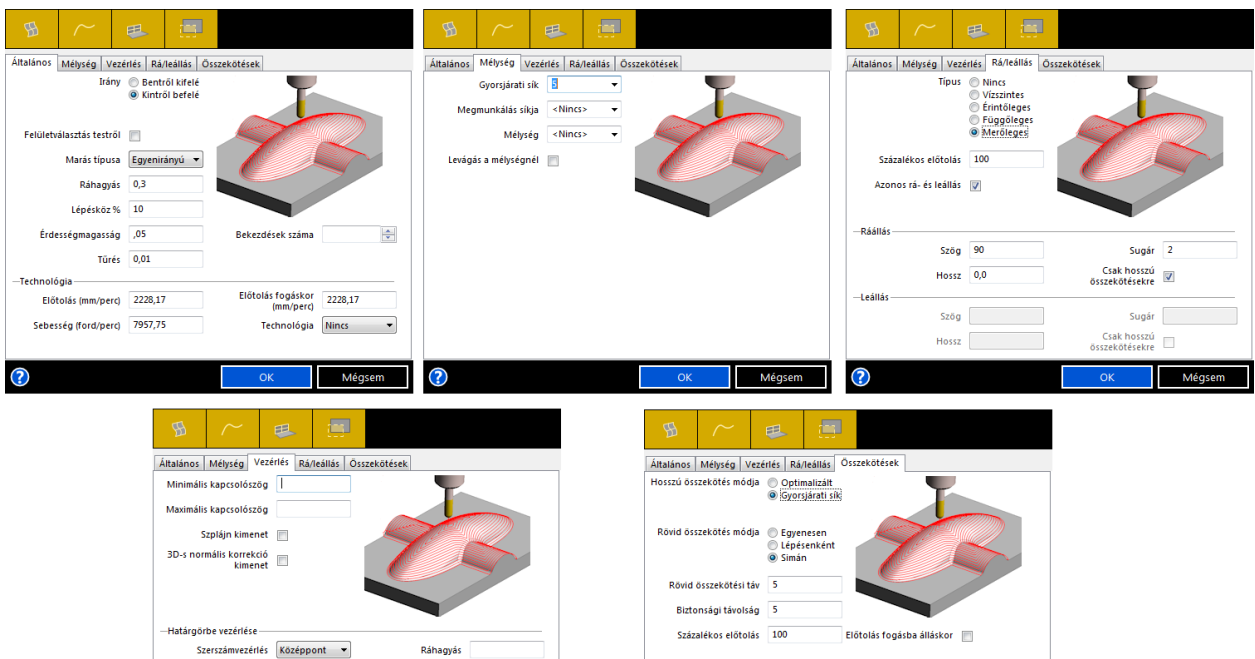 Általános Mélység Vezérlés Rá/leállás Összekötések
Irány Bentről kifelé
Kintről befelé
Felületválasztás testről
Marás típusa Egyenirányú
Ráhagyás 0,3
Lépésköz % 10
Érdességmagasság ,05 Bekezdések száma
Tűrés 0,01
Technológia
Előtolás (mm/perc) 2228,17 Előtolás fogáskor (mm/perc) 2228,17
Sebesség (ford/perc) 7957,75 Technológia Nincs
? OK Mégsem
Általános Mélység Vezérlés Rá/leállás Összekötések
Gyorsjárati sík 5
Megmunkálás síkja <Nincs>
Mélység <Nincs>
Levágás a mélységnél
? OK Mégsem
Általános Mélység Vezérlés Rá/leállás Összekötések
Típus Nincs
Vízszintes
Érintőleges
Függőleges
Merőleges
Százalékos előtolás 100
Azonos rá- és leállás
Ráállás
Szög 90 Sugár 2
Hossz 0,0 Csak hosszú összekötésekre
Leállás
Szög Sugár
Hossz Csak hosszú összekötésekre
? OK Mégsem
Általános Mélység Vezérlés Rá/leállás Összekötések
Minimális kapcsolószög
Maximális kapcsolószög
Szplájn kimenet
3D-s normális korrekció kimenet
Határgörbe vezérlése
Szerszámvezérlés Középpont Ráhagyás
Általános Mélység Vezérlés Rá/leállás Összekötések
Hosszú összekötés módja Optimalizált
Gyorsjárati sík
Rövid összekötés módja Egyenesen
Lépésenként
Simán
Rövid összekötési táv 5
Biztonsági távolság 5
Százalékos előtolás 100 Előtolás fogásba álláskor